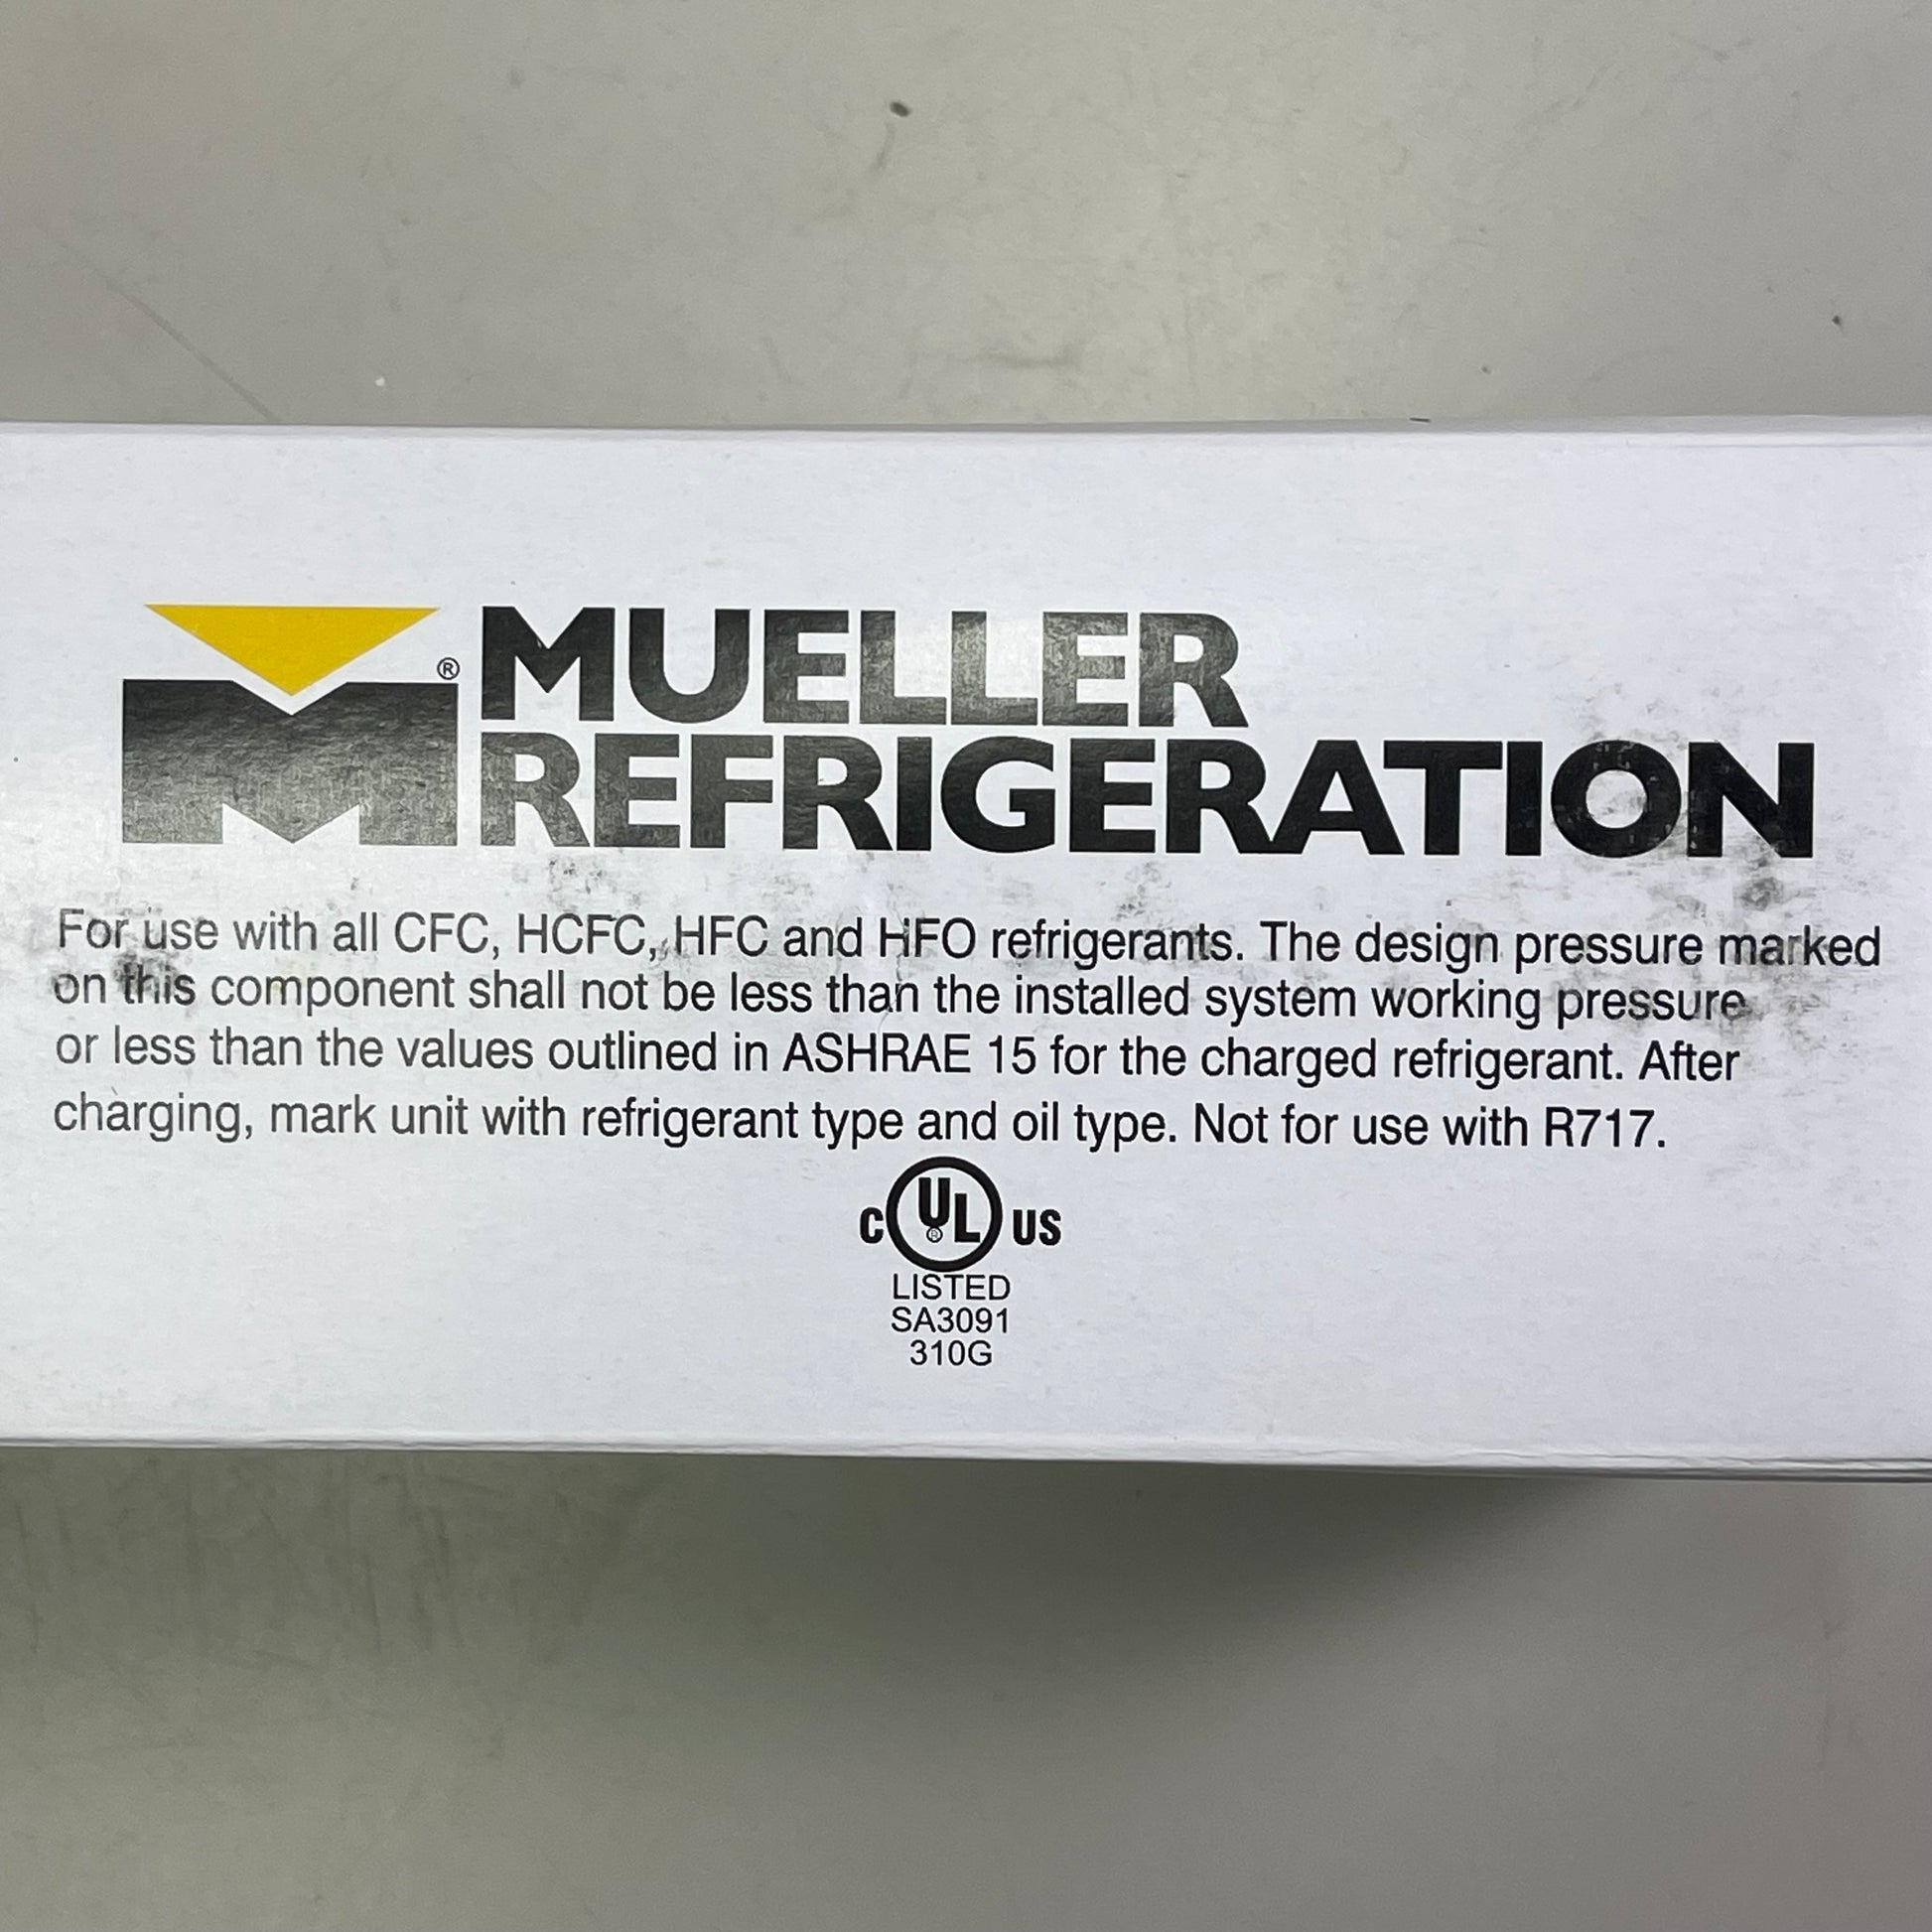 ® MUELLER
REFRIGERATION
For use with all CFC, HCFC, HFC and HFO refrigerants. The design pressure marked
on this component shall not be less than the installed system working pressure
or less than the values outlined in ASHRAE 15 for the charged refrigerant. After
charging, mark unit with refrigerant type and oil type. Not for use with R717.
C UL® US
LISTED
SA3091
310G